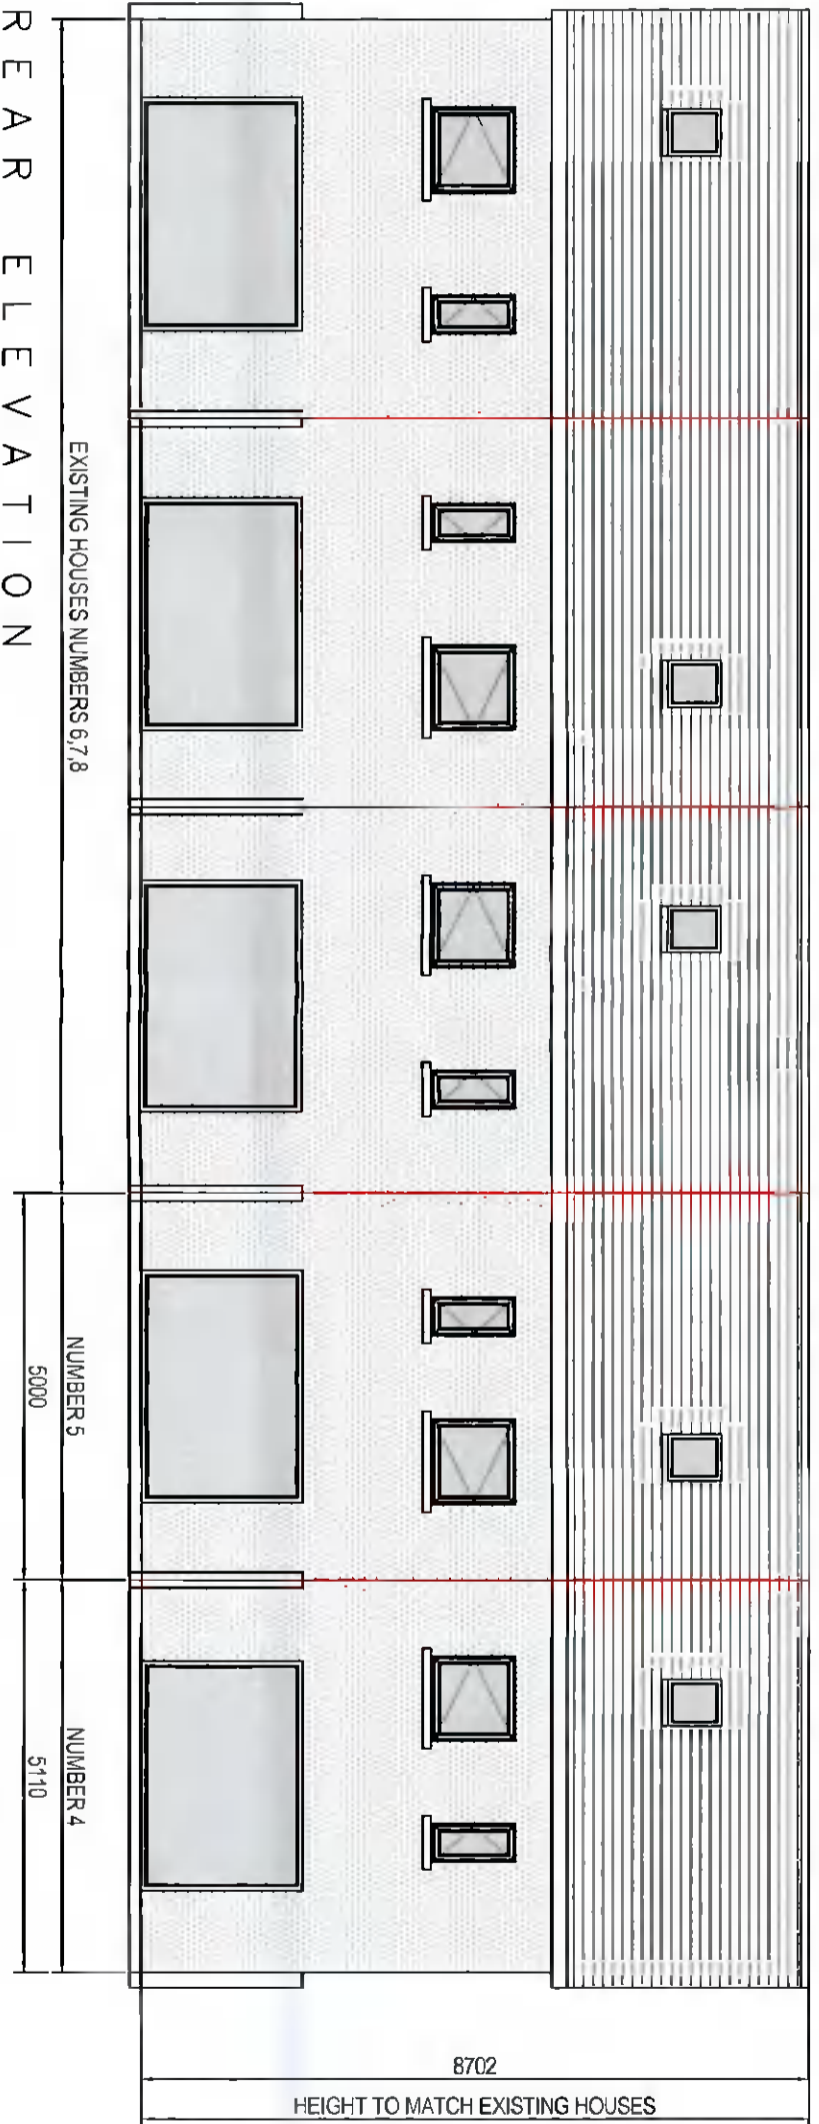 REAR ELEVATION
EXISTING HOUSES NUMBERS 6,7,8
NUMBER 5
5000
NUMBER 4
5110
8702
HEIGHT TO MATCH EXISTING HOUSES